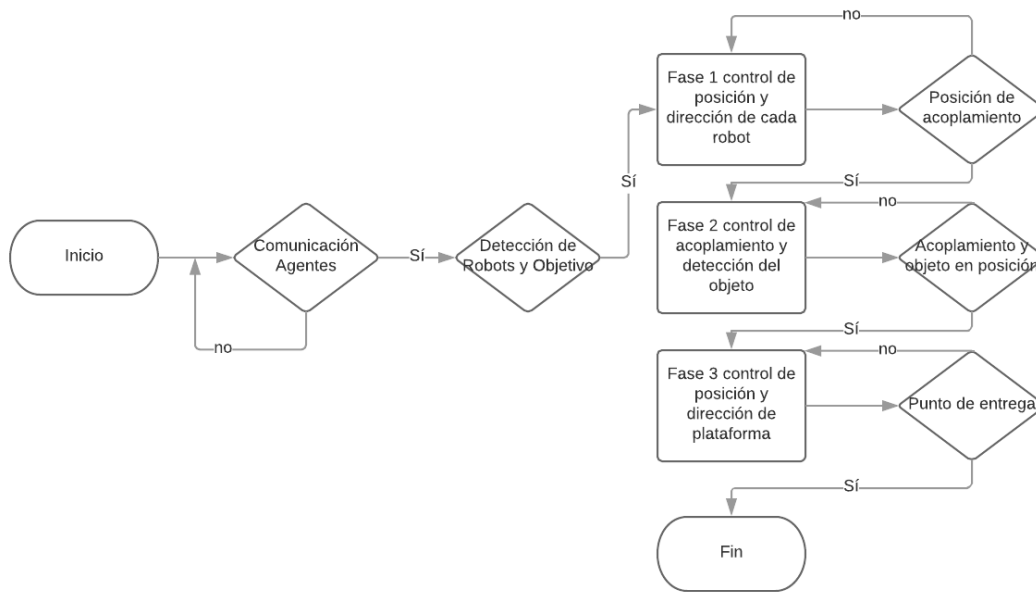 Inicio
no
Comunicación
Agentes
Sí
Detección de
Robots y Objetivo
Sí
no
Fase 1 control de
posición y
dirección de cada
robot
Posición de
acoplamiento
Sí
no
Fase 2 control de
acoplamiento y
detección del
objeto
Acoplamiento y
objeto en posición
Sí
no
Fase 3 control de
posición y
dirección de
plataforma
Punto de entrega
Sí
Fin